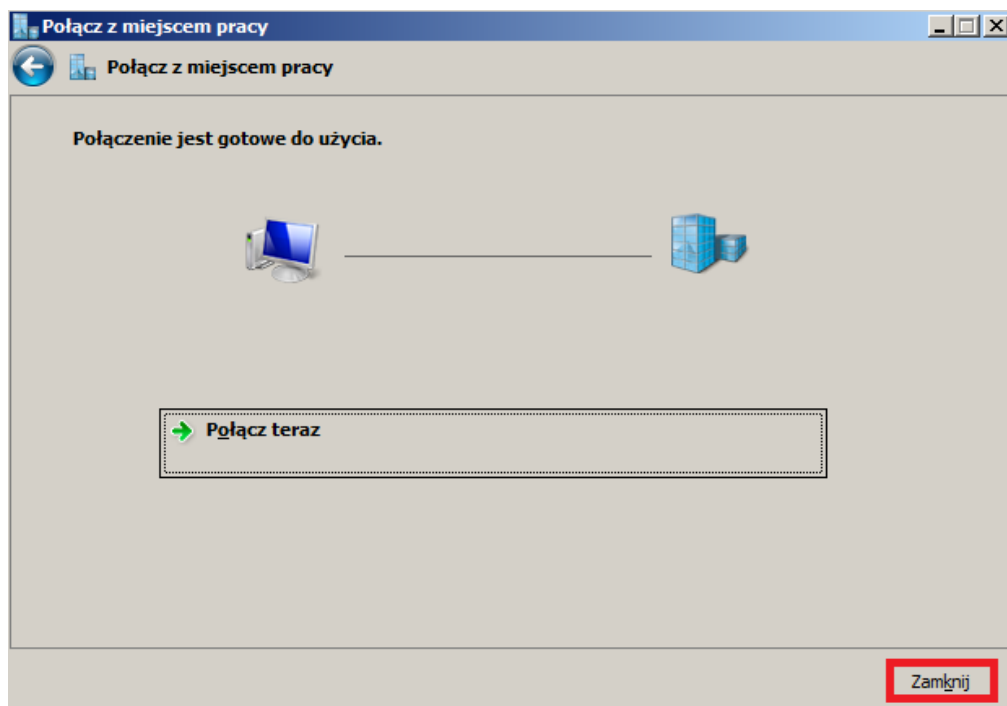 Połącz z miejscem pracy
Połącz z miejscem pracy
Połączenie jest gotowe do użycia.
Połącz teraz
Zamknij